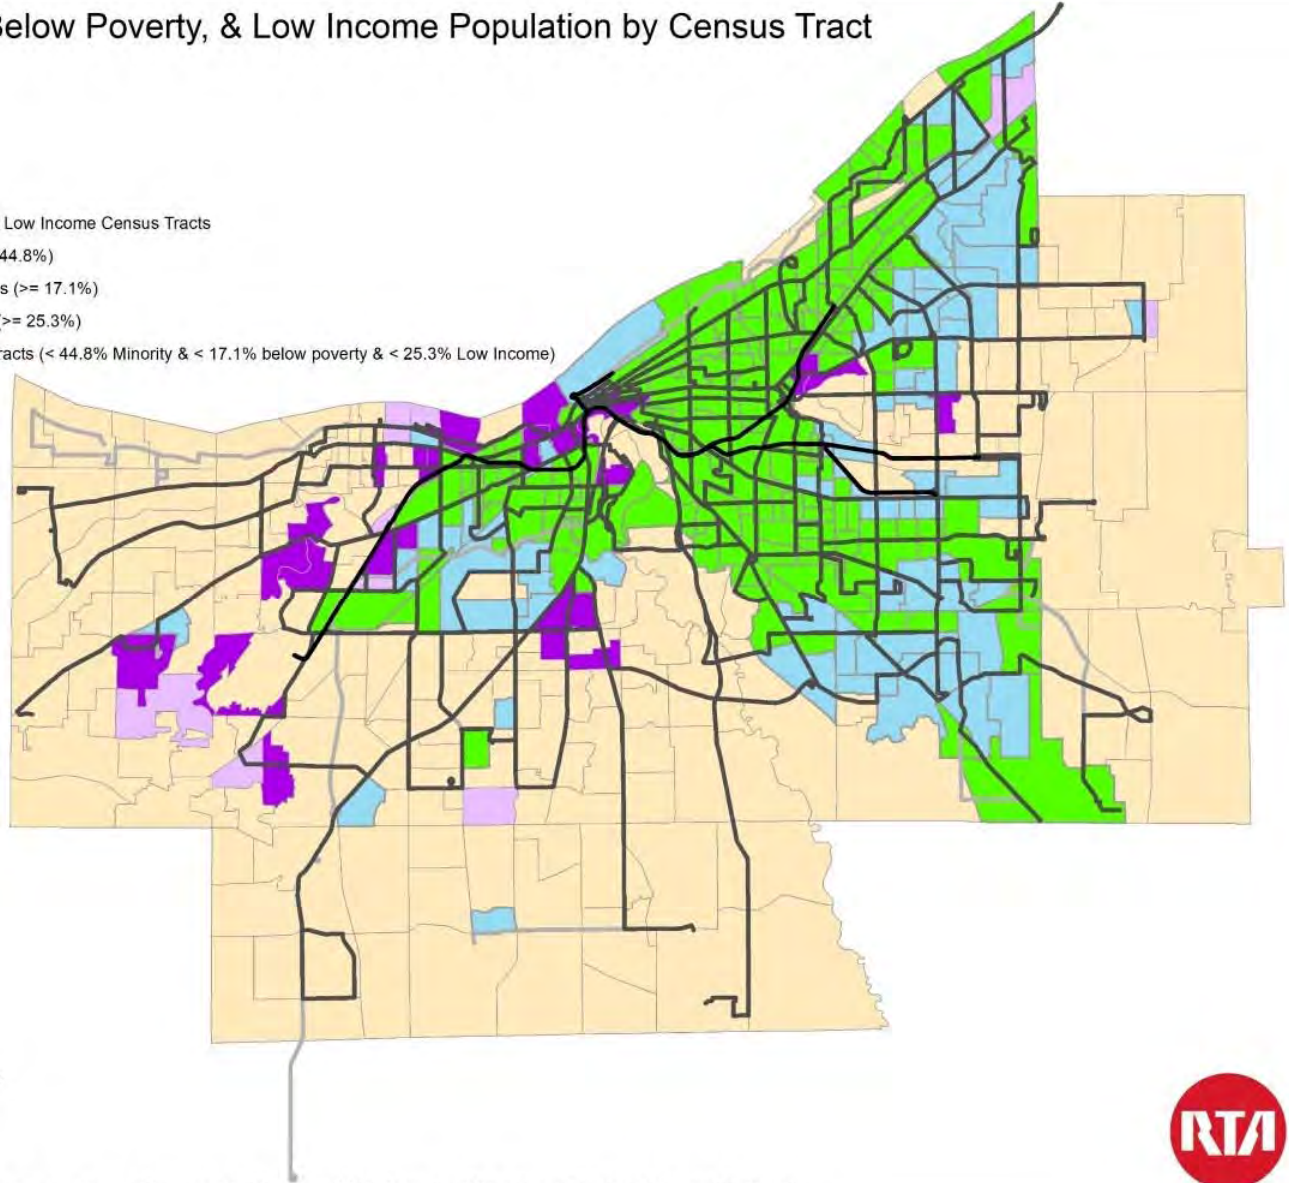 Below Poverty, & Low Income Population by Census Tract
Low Income Census Tracts
44.8%)
s (>= 17.1%)
(>= 25.3%)
racts (< 44.8% Minority & < 17.1% below poverty & < 25.3% Low Income)
RTA